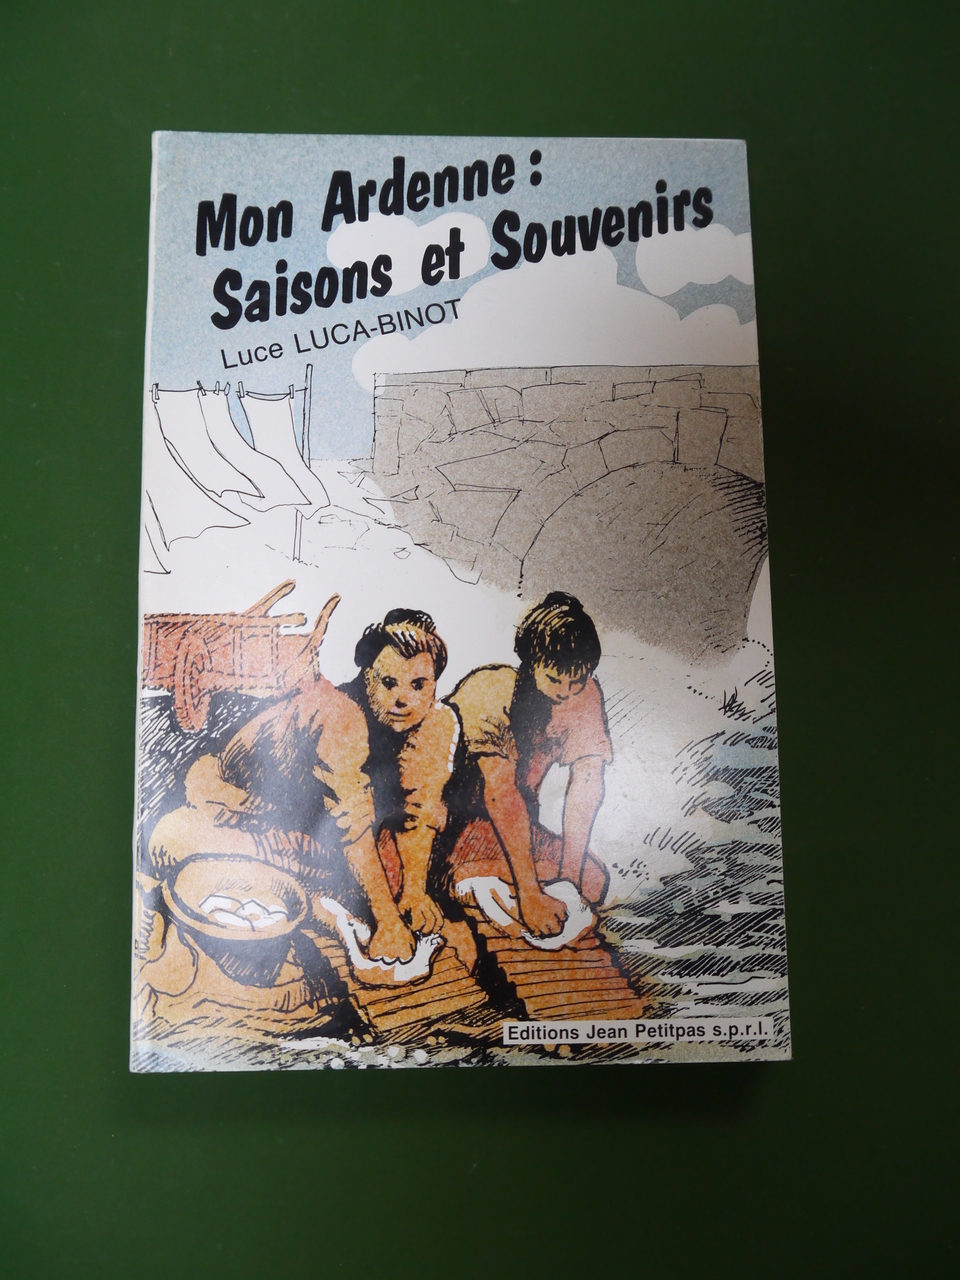 Mon Ardenne :
Saisons et Souvenirs
Luce LUCA-BINOT
Editions Jean Petitpas s.p.r.l.